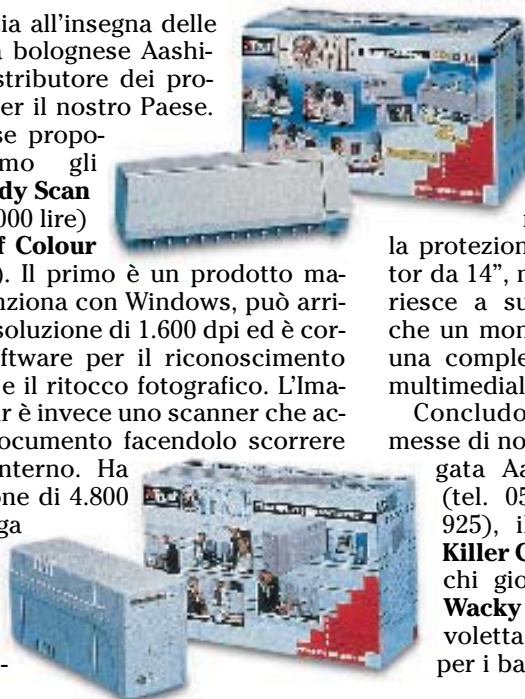 tia all'insegna delle
a bolognese Aashi-
stributore dei pro-
er il nostro Paese.
se propo-
mo gli
dy Scan
000 lire)
f Colour
). Il primo è un prodotto ma-
nziona con Windows, può arri-
soluzione di 1.600 dpi ed è cor-
ftware per il riconoscimento
e il ritocco fotografico. L'Ima-
r è invece uno scanner che ac-
ocumento facendolo scorrere
nterno. Ha
one di 4.800
ga
-
la protezion
tor da 14”, n
riesce a su
che un mon
una comple
multimedial
Concludo
messe di no
gata Aa
(tel. 05
925), il
Killer C
chi gio
Wacky
voletta
per i ba